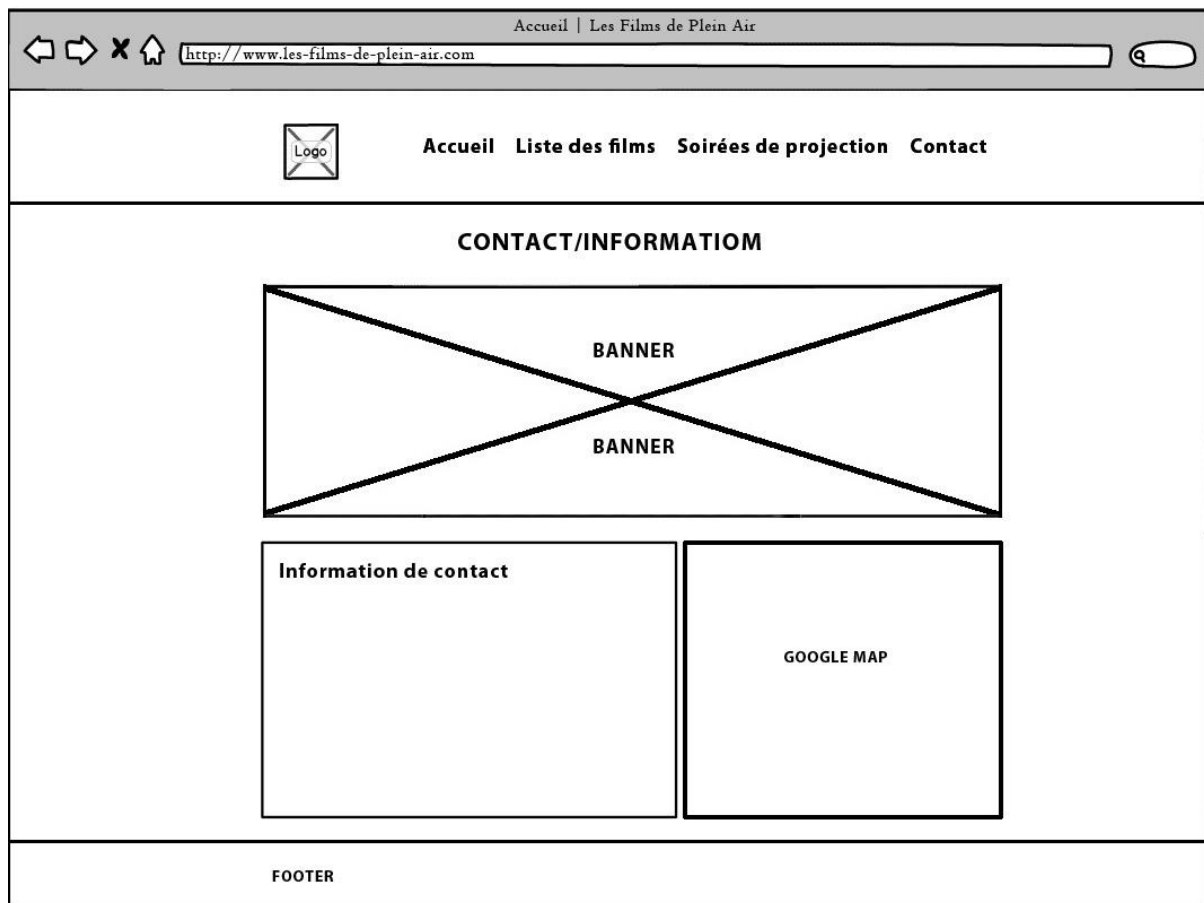 Accueil | Les Films de Plein Air
http://www.les-films-de-plein-air.com
Logo
Accueil Liste des films Soirées de projection Contact
CONTACT/INFORMATIOM
BANNER
BANNER
Information de contact
GOOGLE MAP
FOOTER